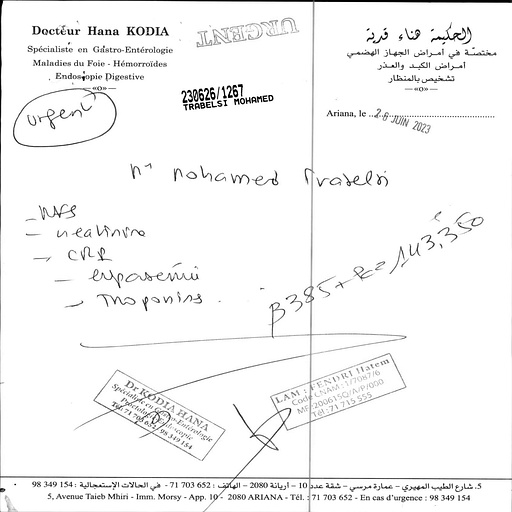 Docteur Hana KODIA
Spécialiste en Gastro-Entérologie
Maladies du Foie - Hémorroïdes
Endoscopie Digestive
—«o»—
URGENT
الحكيمة هناء قدية
مختصّة في أمراض الجهاز الهضمي
أمراض الكبد والعذر
تشخيص بالمنظار
—«o»—
urgent
230626/1267
TRABELSI MOHAMED
Ariana, le ..26 JUIN 2023
Mr Mohamed Trabelsi
- NFS
- creatinine
- CRP
- Lipasemie
- Troponine
B385+K=143,350
Dr KODIA HANA
Spécialiste en Gastro-Entérologie
Tél: 71 703 652 / 98 349 154
LAM : FENDRI Hatem
Code CNAM : 1/7087/6
MF:200615Q/A/P/000
Tél : 71 715 555
5. شارع الطيب المهيري – عمارة مرسي – شقة عدد 10 – أريانة 2080 – الهاتف : 652 703 71 - في الحالات الإستعجالية : 154 349 98
5, Avenue Taieb Mhiri - Imm. Morsy - App. 10 - 2080 ARIANA - Tél. : 71 703 652 - En cas d'urgence : 98 349 154